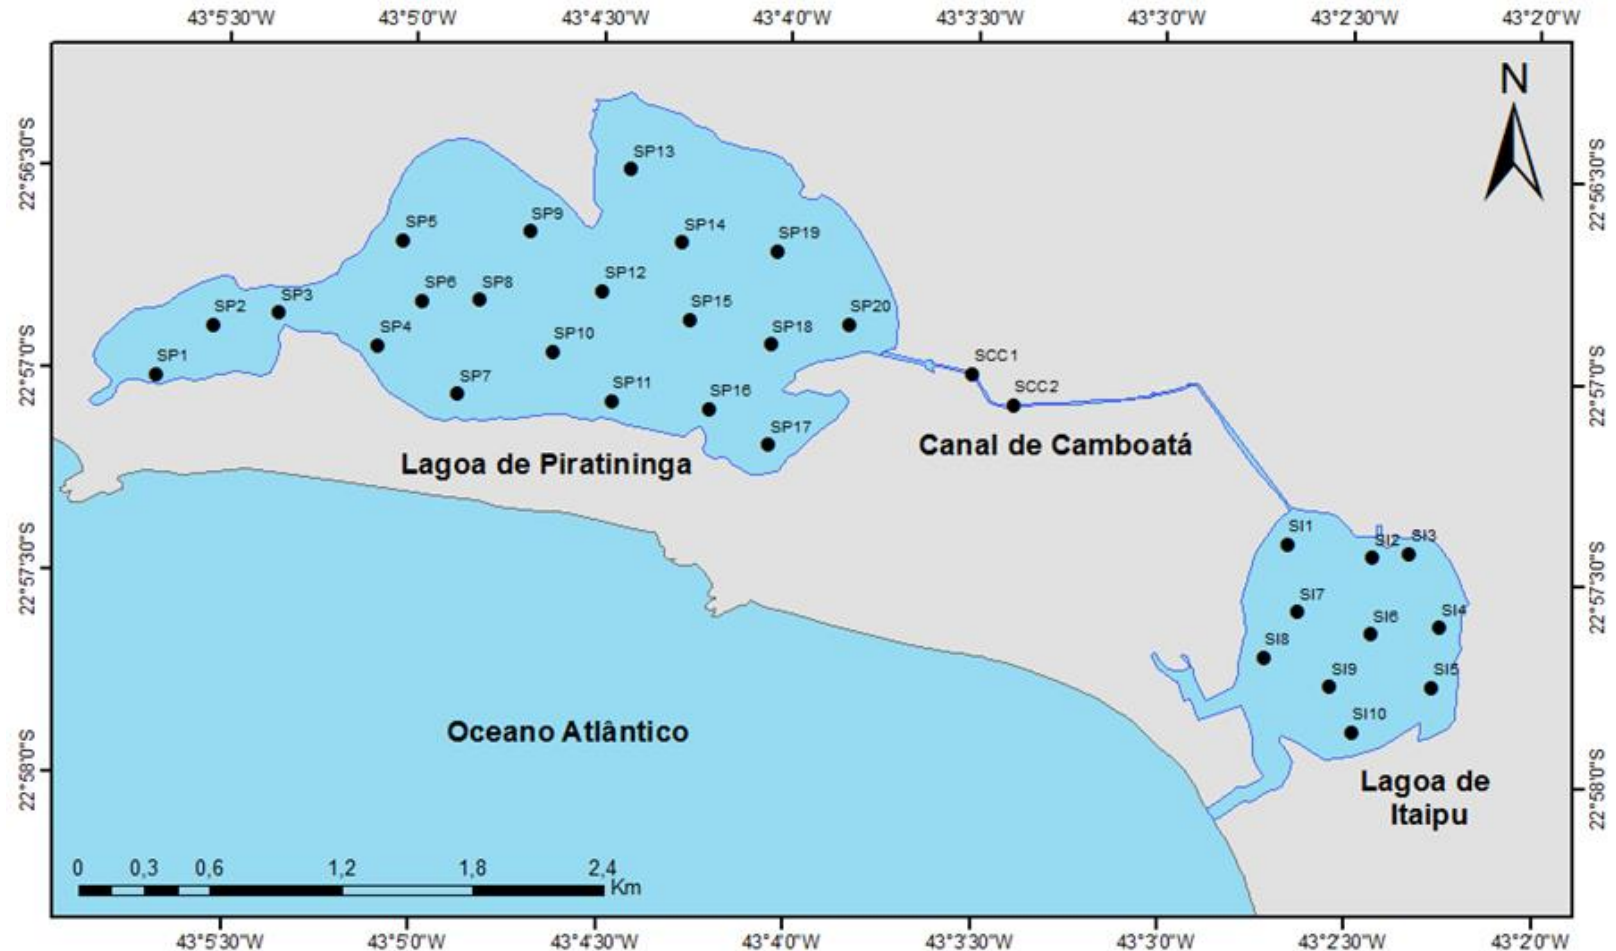 43°5'30"W 43°5'0"W 43°4'30"W 43°4'0"W 43°3'30"W 43°3'0"W 43°2'30"W 43°2'0"W
N
SP13
22°56'30"S
22°56'30"S
SP9
SP5
SP14
SP19
SP12
SP6
SP8
SP3
SP2
SP15
SP20
SP4
SP10
SP18
SP1
SCC1
22°57'0"S
22°57'0"S
SP7
SP11
SP16
SCC2
SP17
Canal de Camboatá
Lagoa de Piratininga
SI1
SI2
SI3
22°57'30"S
22°57'30"S
SI7
SI6
SI4
SI8
SI9
SI5
SI10
Oceano Atlântico
22°58'0"S
22°58'0"S
Lagoa de
Itaipu
0 0,3 0,6 1,2 1,8 2,4
Km
43°5'30"W 43°5'0"W 43°4'30"W 43°4'0"W 43°3'30"W 43°3'0"W 43°2'30"W 43°2'0"W